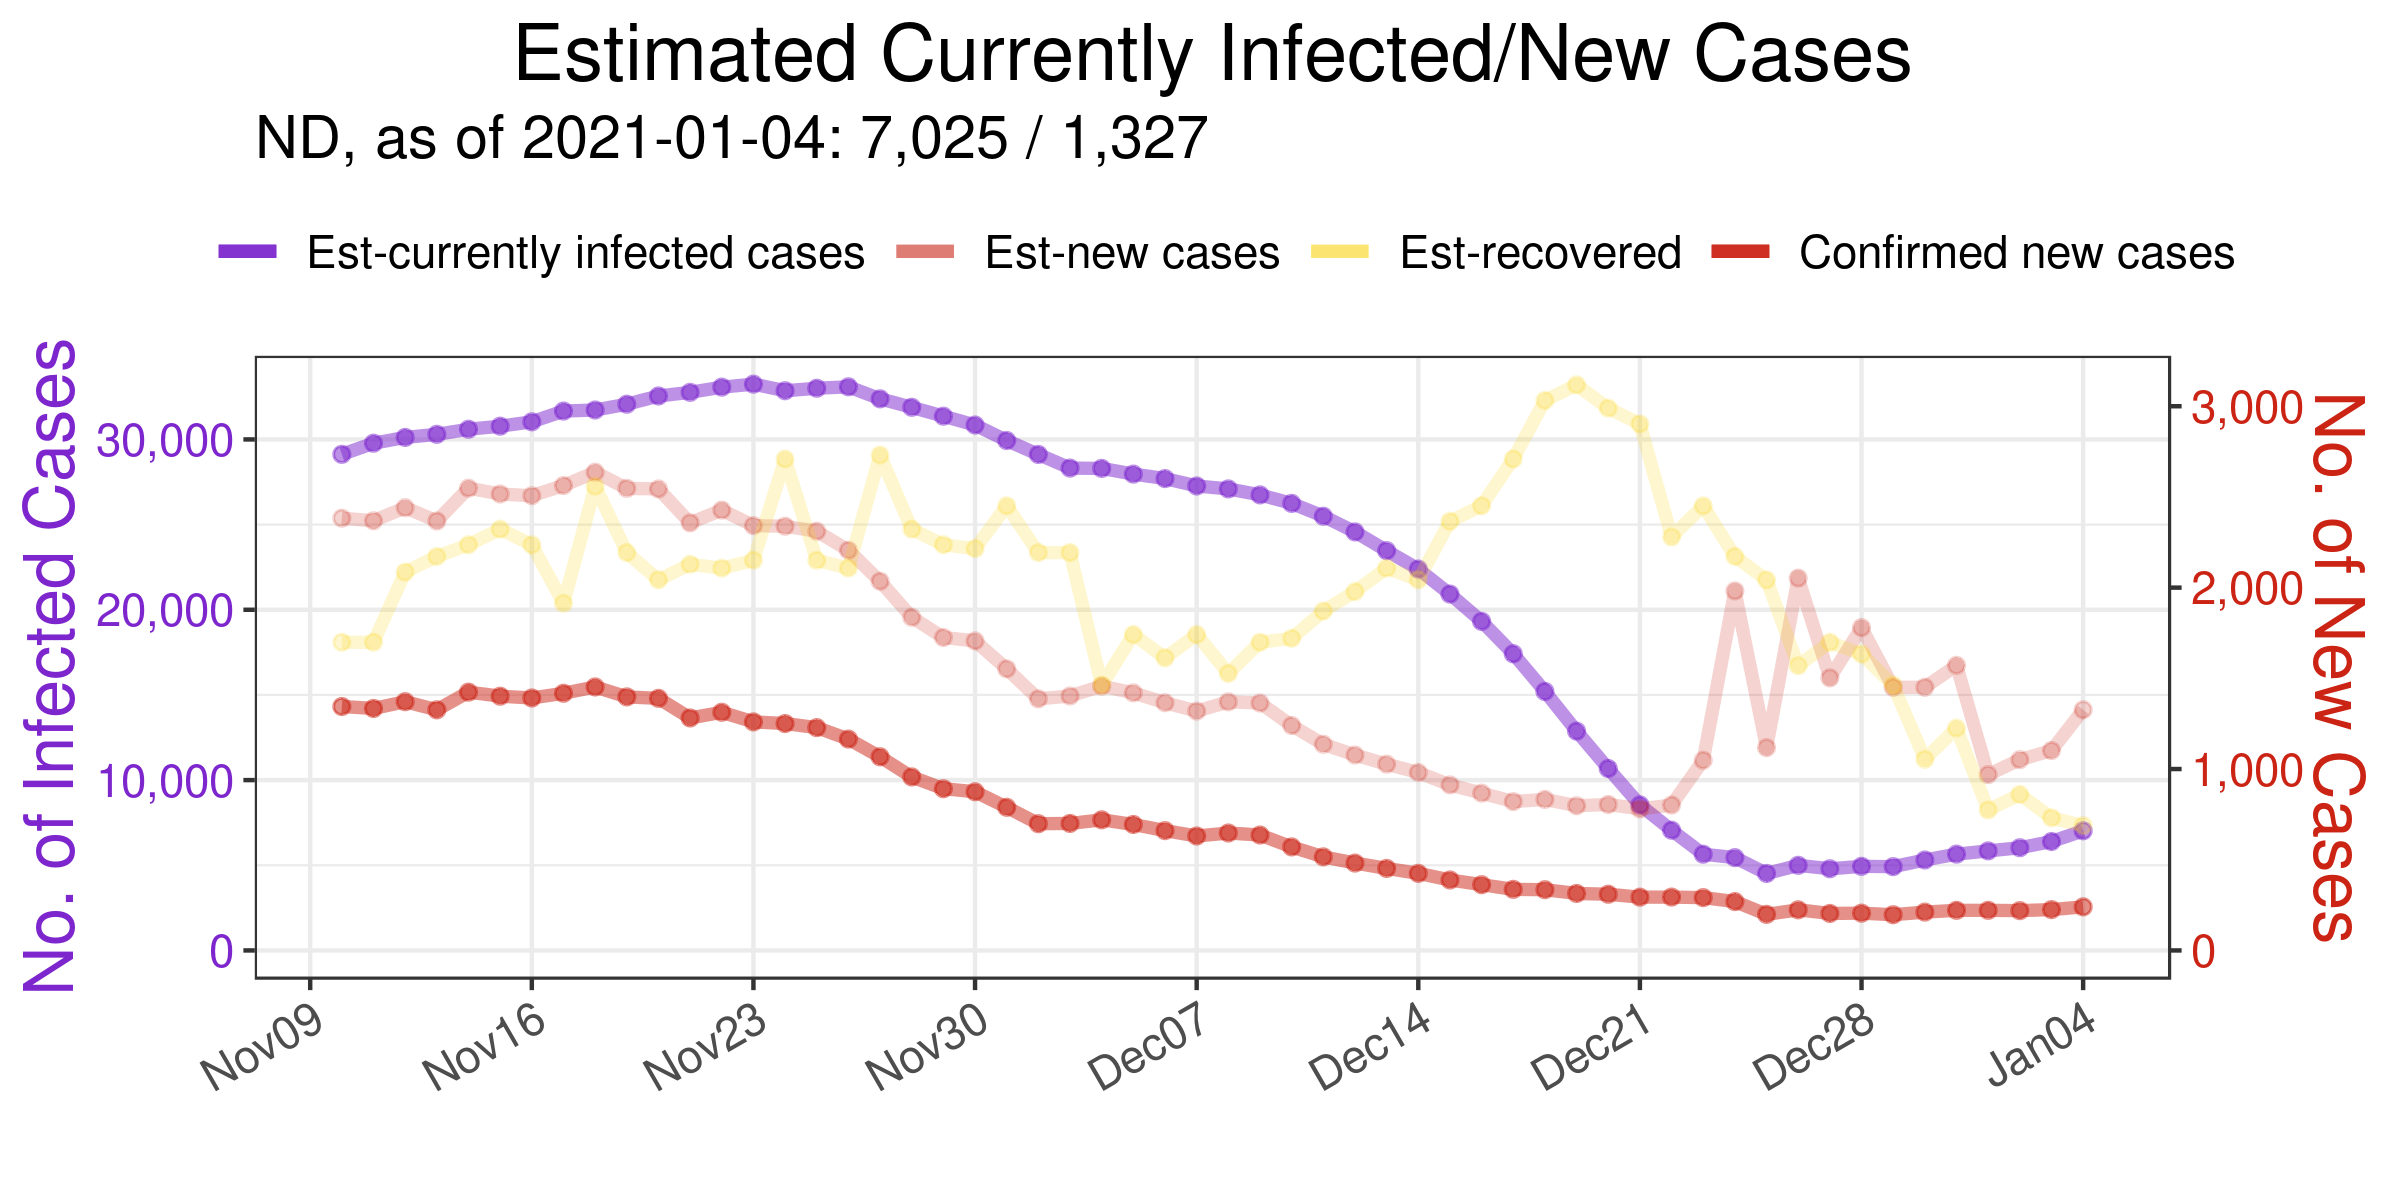 Estimated Currently Infected/New Cases
ND, as of 2021-01-04: 7,025 / 1,327
Est-currently infected cases Est-new cases Est-recovered Confirmed new cases
No. of Infected Cases
30,000
20,000
10,000
0
3,000
2,000
1,000
0
No. of New Cases
Nov09 Nov16 Nov23 Nov30 Dec07 Dec14 Dec21 Dec28 Jan04